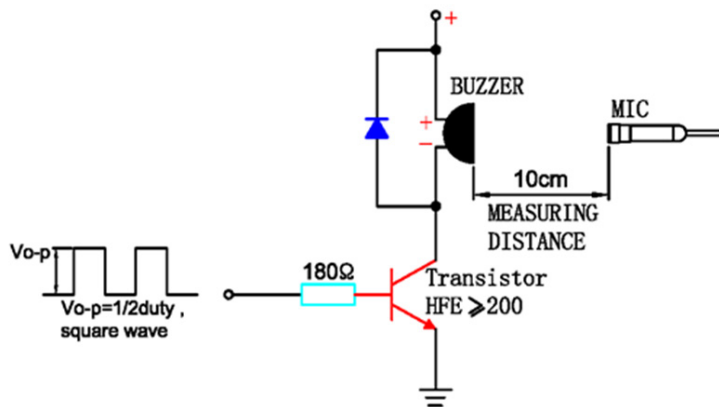 +
BUZZER
MIC
+
−
10cm
MEASURING
DISTANCE
Vo-p
180Ω
Transistor
HFE ⩾200
Vo-p=1/2duty ,
square wave